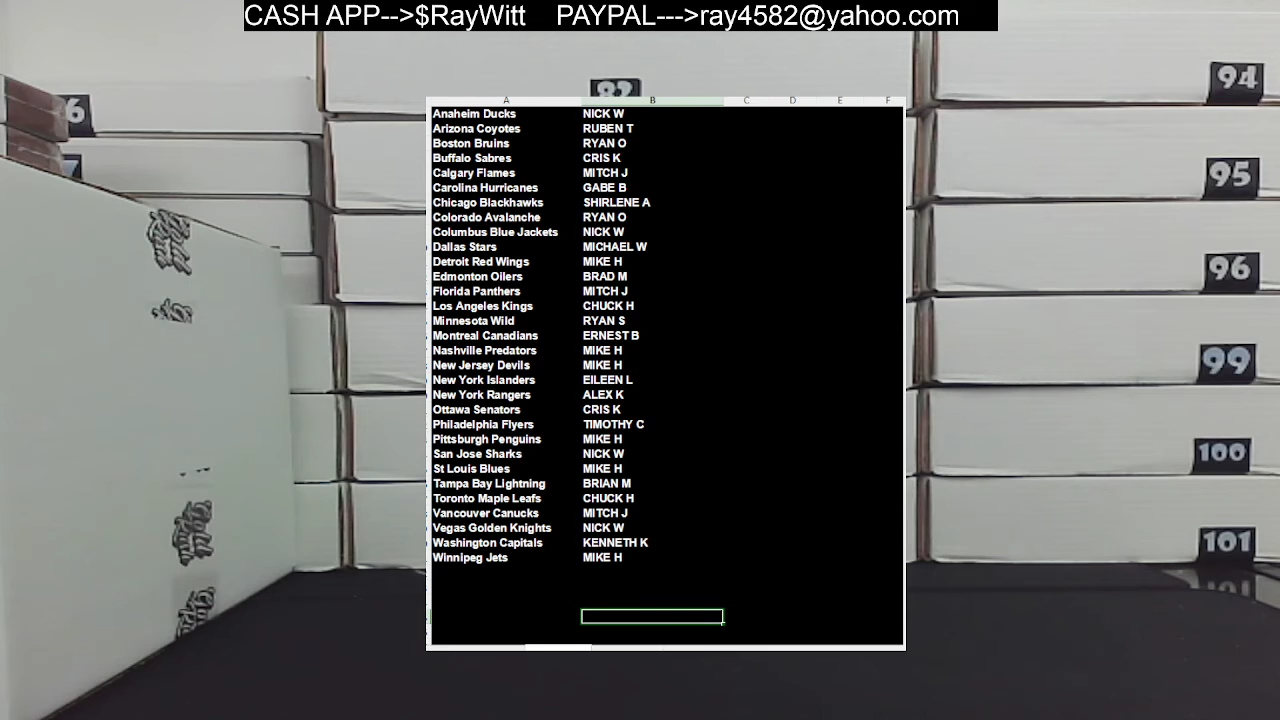 CASH APP-->$RayWitt PAYPAL--->ray4582@yahoo.com
94
82
6
A B C D E F
Anaheim Ducks NICK W
Arizona Coyotes RUBEN T
Boston Bruins RYAN O
Buffalo Sabres CRIS K
Calgary Flames MITCH J
Carolina Hurricanes GABE B
Chicago Blackhawks SHIRLENE A
Colorado Avalanche RYAN O
Columbus Blue Jackets NICK W
Dallas Stars MICHAEL W
Detroit Red Wings MIKE H
Edmonton Oilers BRAD M
Florida Panthers MITCH J
Los Angeles Kings CHUCK H
Minnesota Wild RYAN S
Montreal Canadians ERNEST B
Nashville Predators MIKE H
New Jersey Devils MIKE H
New York Islanders EILEEN L
New York Rangers ALEX K
Ottawa Senators CRIS K
Philadelphia Flyers TIMOTHY C
Pittsburgh Penguins MIKE H
San Jose Sharks NICK W
St Louis Blues MIKE H
Tampa Bay Lightning BRIAN M
Toronto Maple Leafs CHUCK H
Vancouver Canucks MITCH J
Vegas Golden Knights NICK W
Washington Capitals KENNETH K
Winnipeg Jets MIKE H
95
96
99
100
101